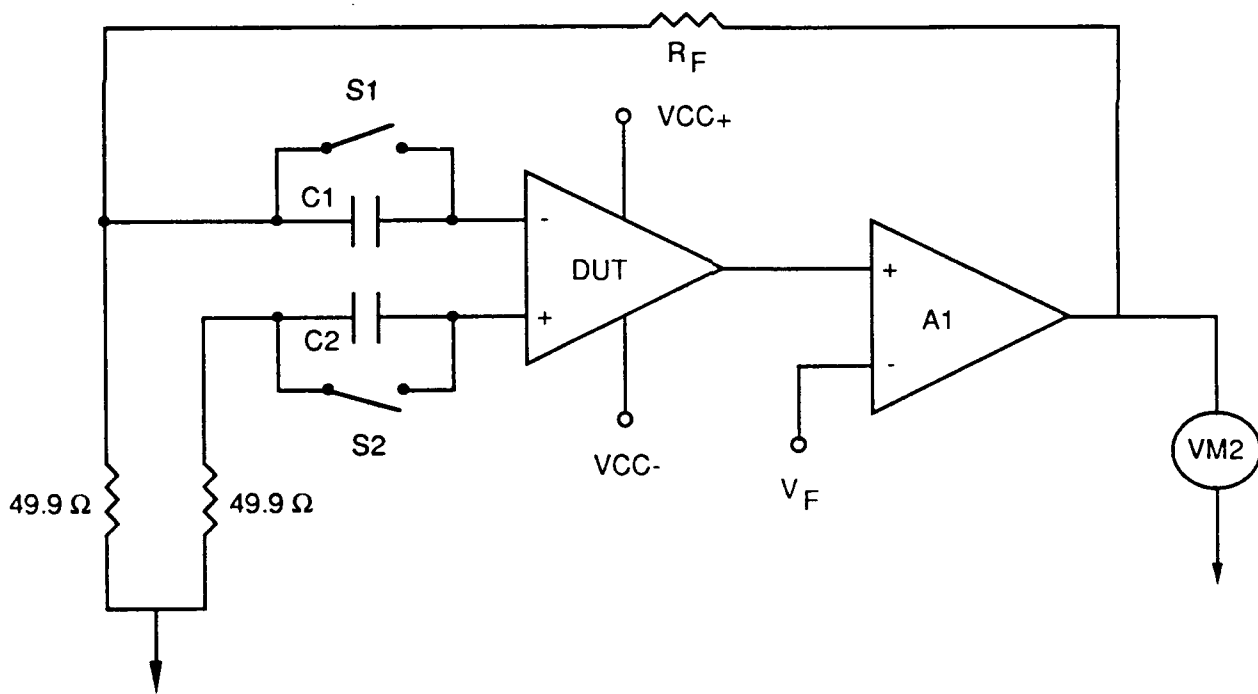 R_F
S1
VCC+
C1
-
DUT
+
C2
S2
VCC-
+
A1
-
V_F
VM2
49.9 Ω
49.9 Ω